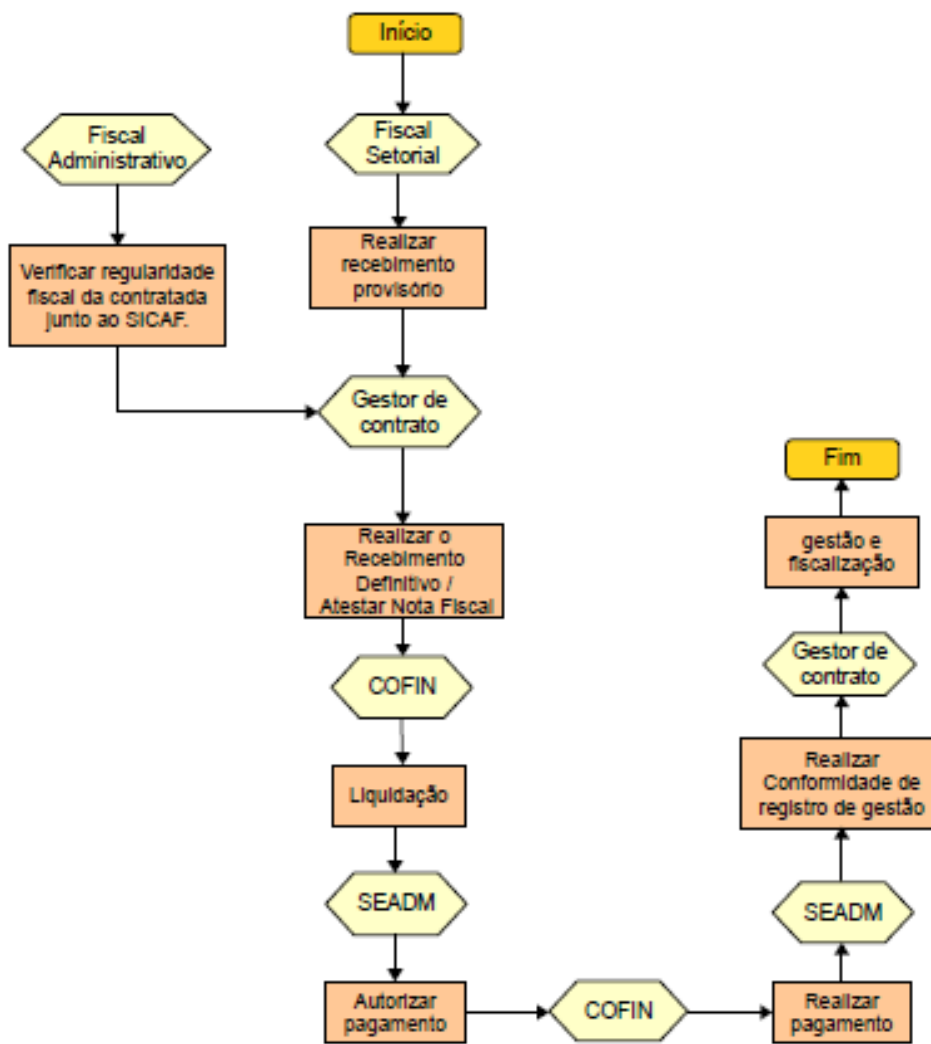 Início
Fiscal
Administrativo
Fiscal
Setorial
Verificar regularidade
fiscal da contratada
junto ao SICAF.
Realizar
recebimento
provisório
Gestor de
contrato
Realizar o
Recebimento
Definitivo /
Atestar Nota Fiscal
COFIN
Liquidação
SEADM
Autorizar
pagamento
COFIN
Realizar
pagamento
SEADM
Realizar
Conformidade de
registro de gestão
Gestor de
contrato
gestão e
fiscalização
Fim